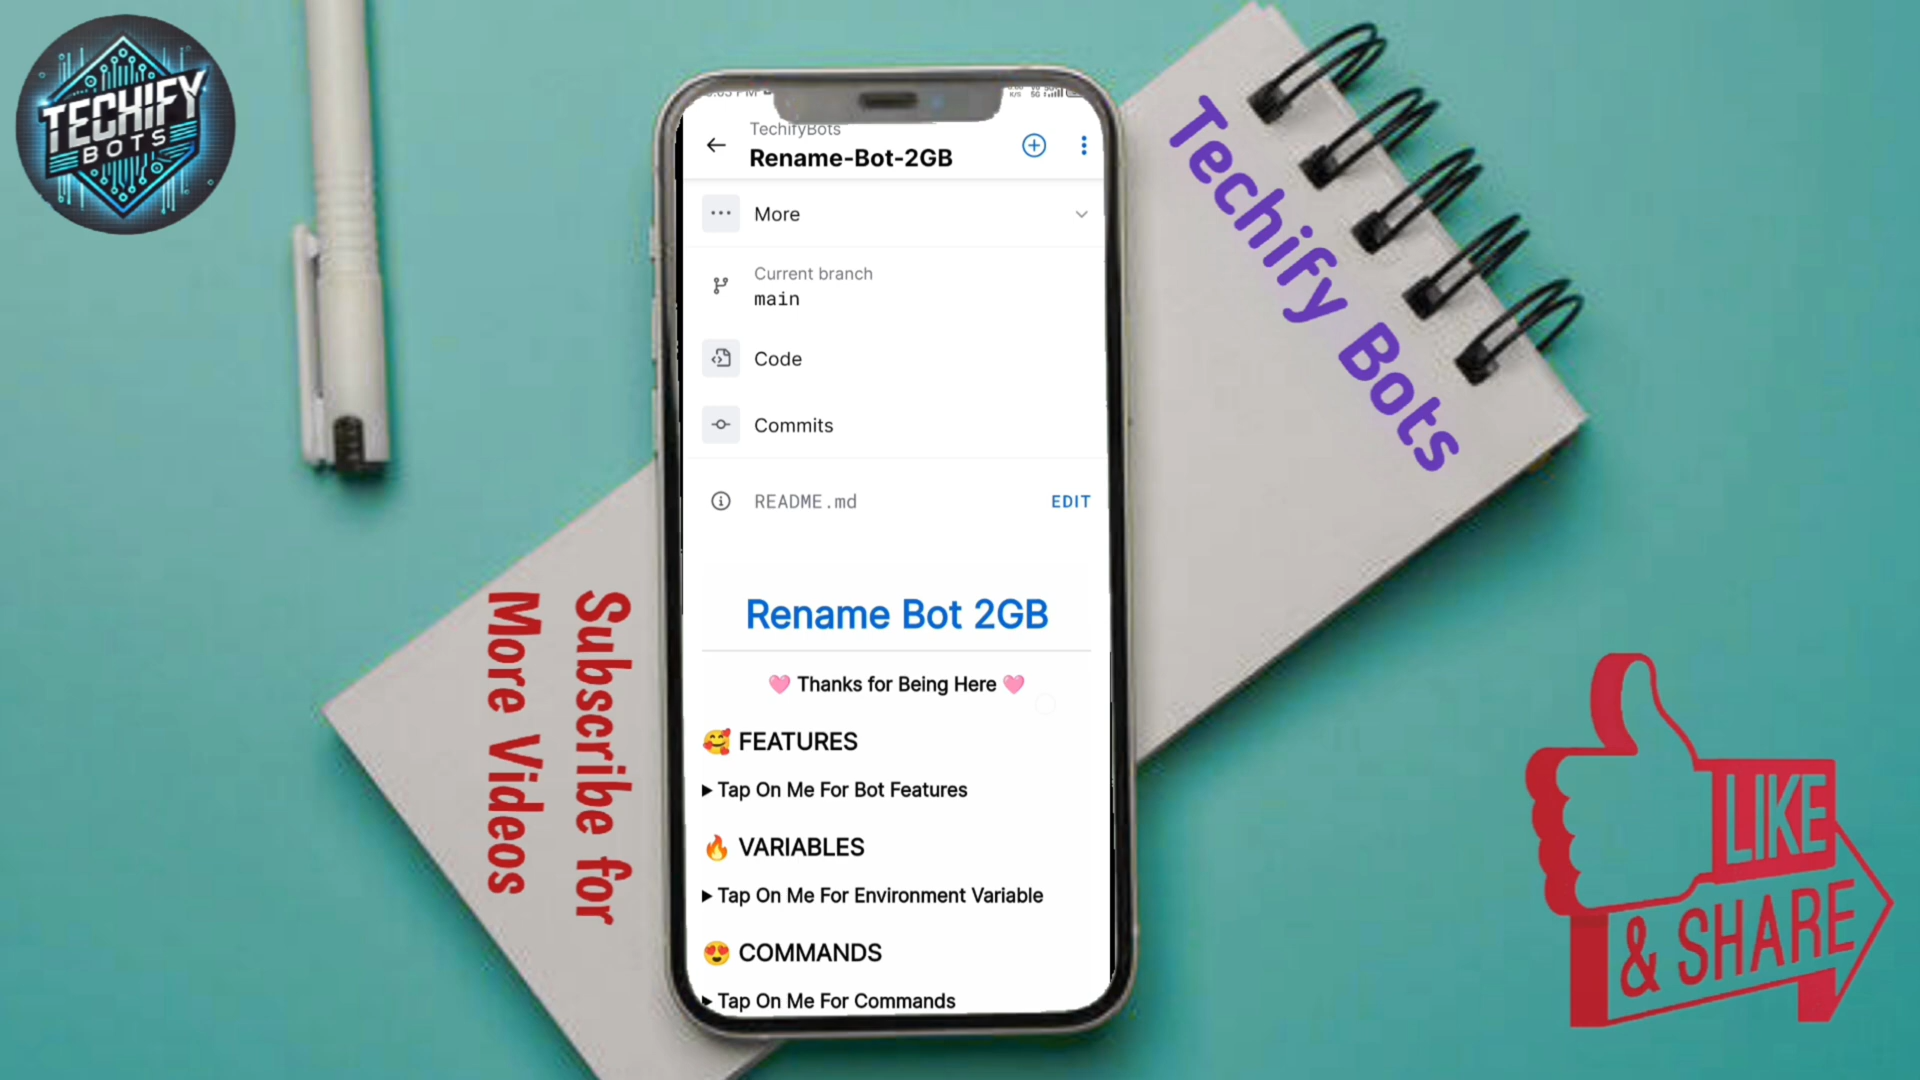 TECHIFY
BOTS
TechifyBots
Rename-Bot-2GB
More
Current branch
main
Code
Commits
README.md
EDIT
Rename Bot 2GB
🩷 Thanks for Being Here 🩷
🥰 FEATURES
▶ Tap On Me For Bot Features
🔥 VARIABLES
▶ Tap On Me For Environment Variable
😍 COMMANDS
▶ Tap On Me For Commands
Techify Bots
Subscribe for
More Videos
LIKE
& SHARE